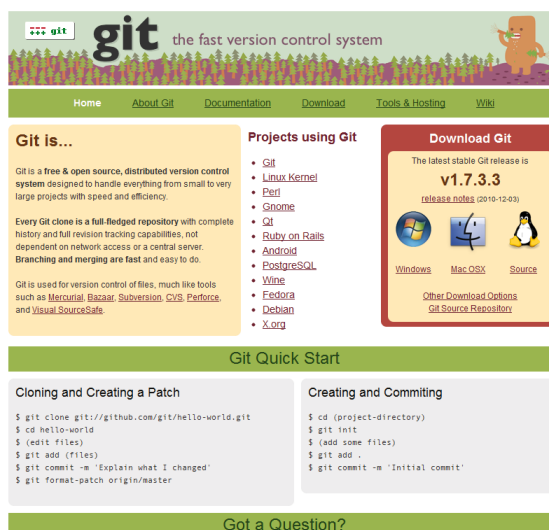 git
git the fast version control system
Home About Git Documentation Download Tools & Hosting Wiki
Git is...
Git is a free & open source, distributed version control
system designed to handle everything from small to very
large projects with speed and efficiency.
Every Git clone is a full-fledged repository with complete
history and full revision tracking capabilities, not
dependent on network access or a central server.
Branching and merging are fast and easy to do.
Git is used for version control of files, much like tools
such as Mercurial, Bazaar, Subversion, CVS, Perforce,
and Visual SourceSafe.
Projects using Git
Git
Linux Kernel
Perl
Gnome
Qt
Ruby on Rails
Android
PostgreSQL
Wine
Fedora
Debian
X.org
Download Git
The latest stable Git release is
v1.7.3.3
release notes (2010-12-03)
Windows Mac OSX Source
Other Download Options
Git Source Repository
Git Quick Start
Cloning and Creating a Patch
$ git clone git://github.com/git/hello-world.git
$ cd hello-world
$ (edit files)
$ git add (files)
$ git commit -m 'Explain what I changed'
$ git format-patch origin/master
Creating and Commiting
$ cd (project-directory)
$ git init
$ (add some files)
$ git add .
$ git commit -m 'Initial commit'
Got a Question?